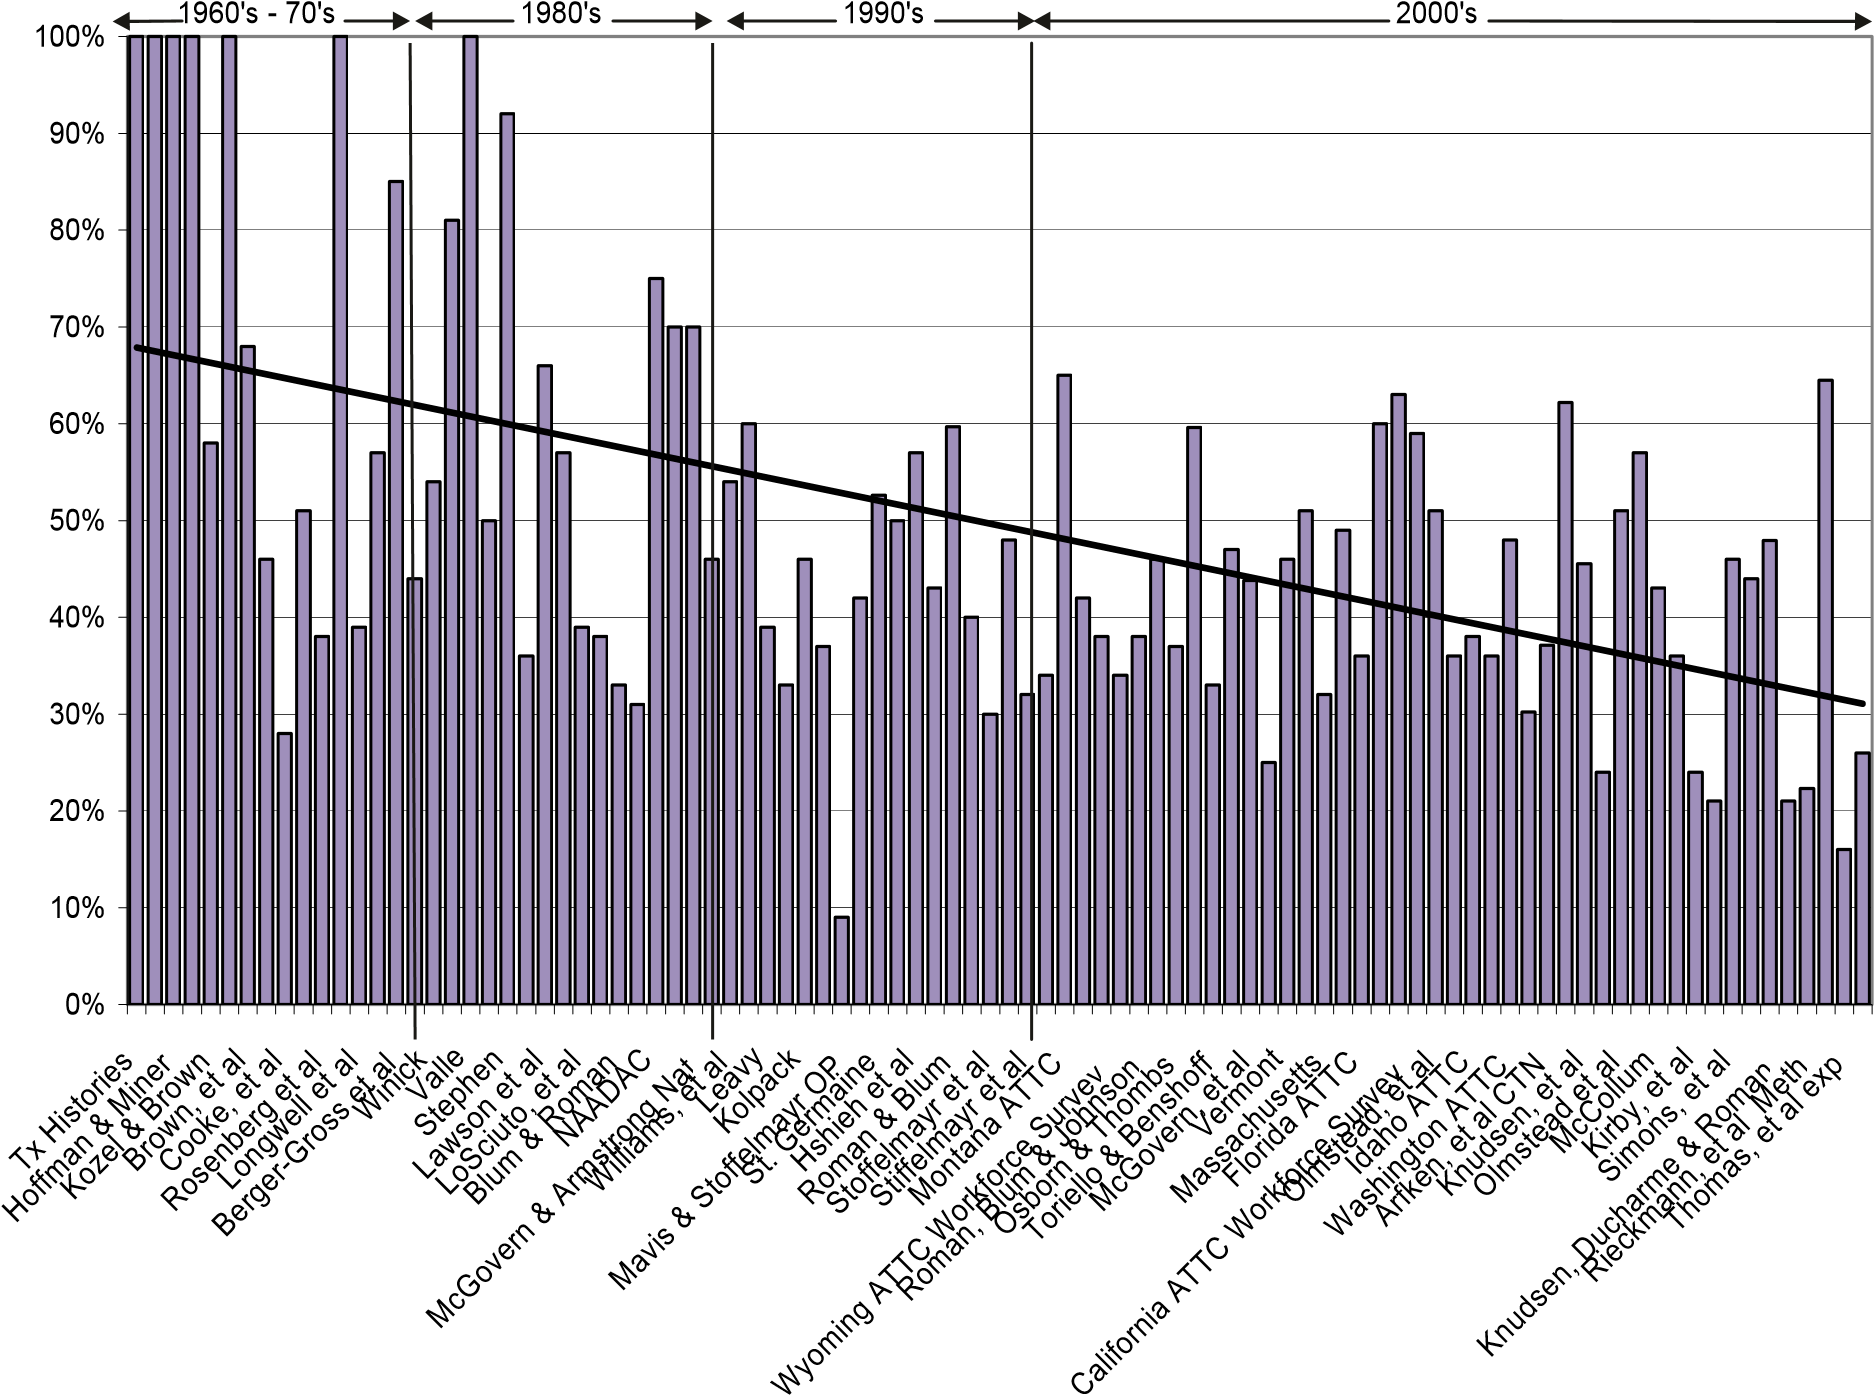 1960's - 70's
1980's
1990's
2000's
100%
90%
80%
70%
60%
50%
40%
30%
20%
10%
0%
Tx Histories
Hoffman & Miner
Kozel & Brown
Brown, et al
Cooke, et al
Rosenberg et al
Longwell et al
Berger-Gross et al
Winick
Valle
Stephen
Lawson et al
LoSciuto, et al
Blum & Roman
NAADAC
McGovern & Armstrong Nat
Williams, et al
Leavy
Kolpack
Mavis & Stoffelmayr OP
St. Germaine
Hshieh et al
Roman & Blum
Stoffelmayr et al
Stiffelmayr et al
Montana ATTC
Wyoming ATTC Workforce Survey
Roman, Blum & Johnson
Osborn & Thombs
Toriello & Benshoff
McGovern, et al
Vermont
Massachusetts
Florida ATTC
California ATTC Workforce Survey
Olmstead, et al
Idaho ATTC
Washington ATTC
Arfken, et al CTN
Knudsen, et al
Olmstead et al
McCollum
Kirby, et al
Simons, et al
Knudsen, Ducharme & Roman
Rieckmann, et al Meth
Thomas, et al exp